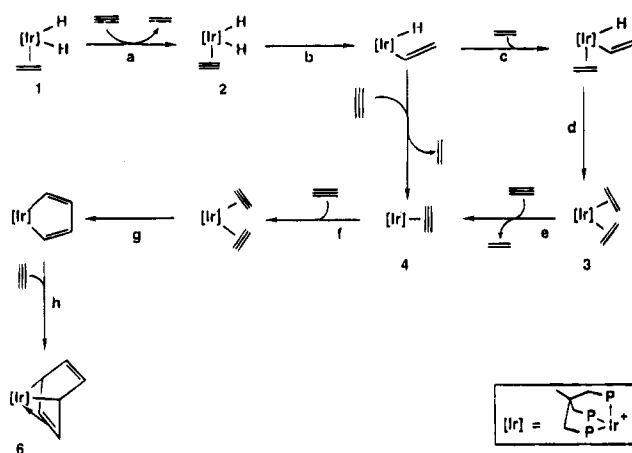 [Ir] H H a [Ir] H H b [Ir] H c [Ir] H
1 2
d
[Ir] g [Ir] f [Ir] e [Ir]
4 3
h
[Ir]
6
[Ir] = P P P Ir+